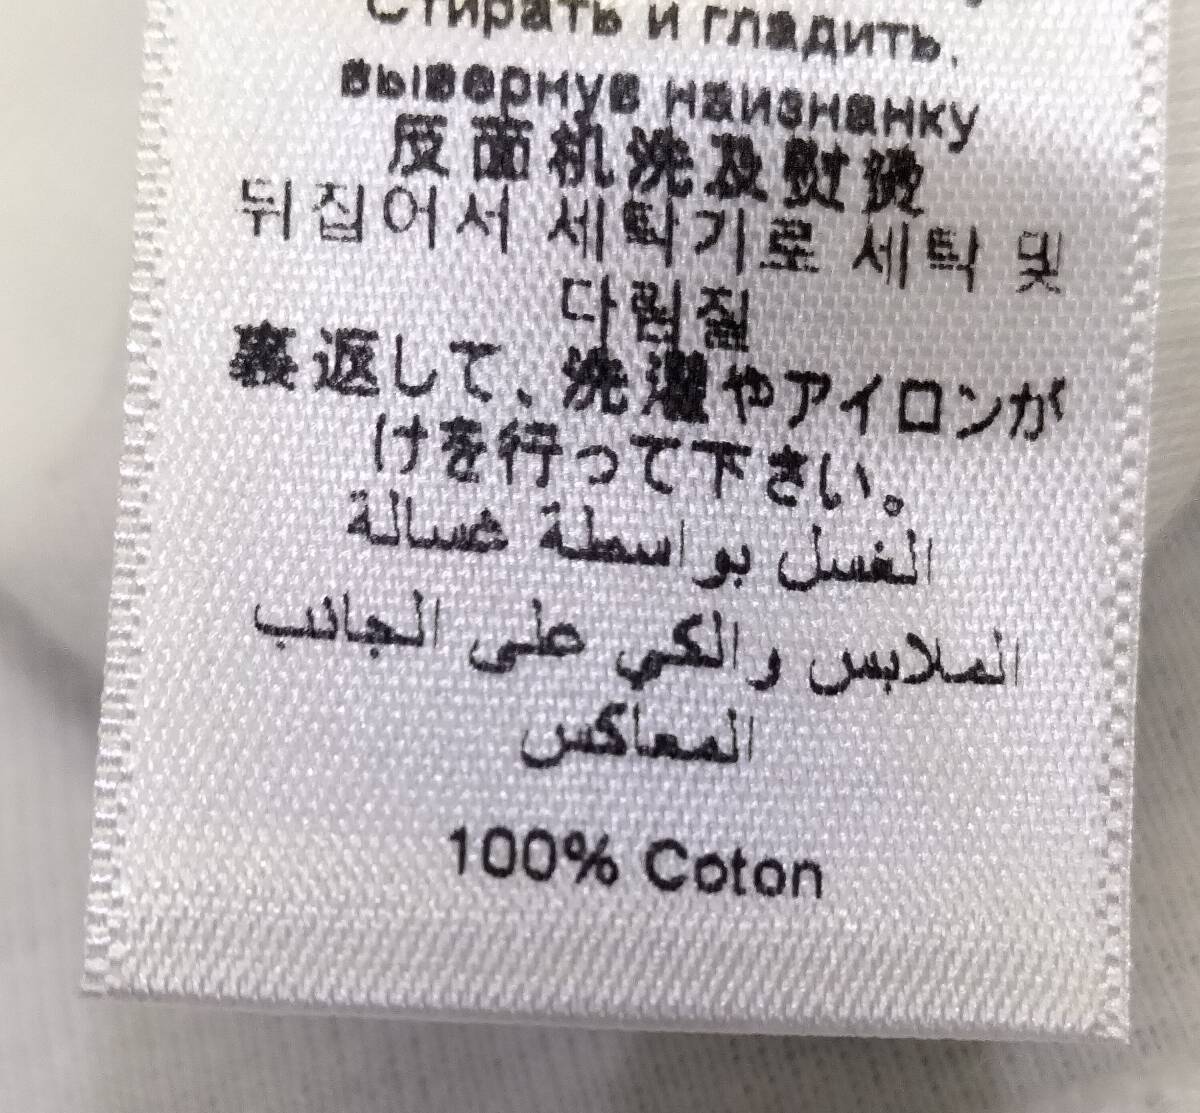 Стирать и гладить,
вывернув наизнанку
反面机洗及熨烫
뒤집어서 세탁기로 세탁 및
다림질
裏返して、洗濯やアイロンが
けを行って下さい。
الغسل بواسطة غسالة
الملابس والكي على الجانب
المعاكس
100% Coton